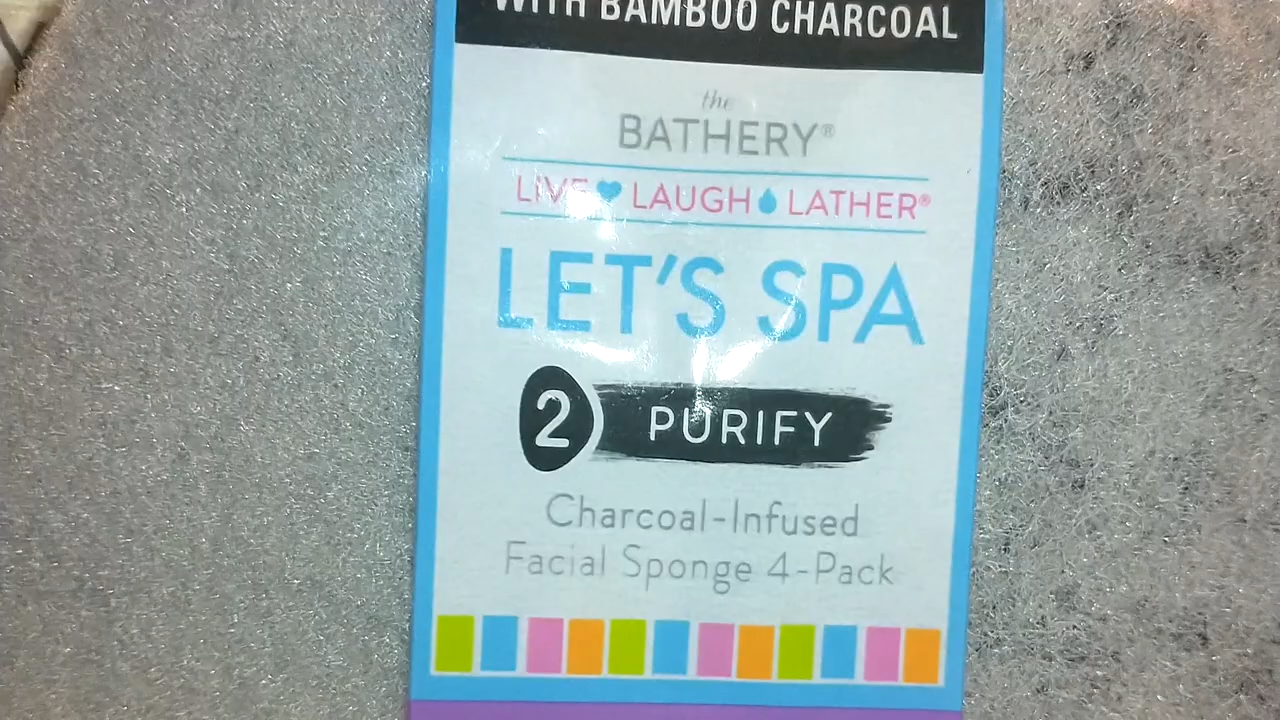 WITH BAMBOO CHARCOAL
the
BATHERY®
LIVE LAUGH LATHER®
LET'S SPA
2 PURIFY
Charcoal-Infused
Facial Sponge 4-Pack